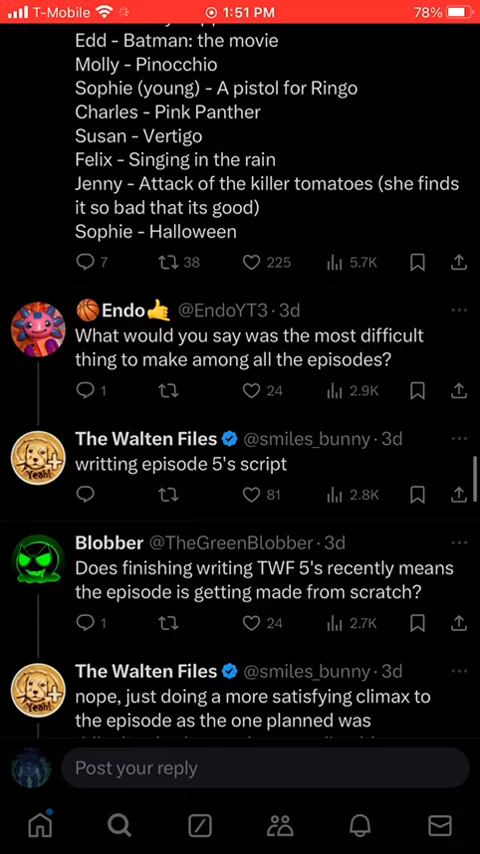 T-Mobile 1:51 PM 78%
Edd - Batman: the movie
Molly - Pinocchio
Sophie (young) - A pistol for Ringo
Charles - Pink Panther
Susan - Vertigo
Felix - Singing in the rain
Jenny - Attack of the killer tomatoes (she finds
it so bad that its good)
Sophie - Halloween
7 38 225 5.7K
🏀Endo🤙 @EndoYT3 · 3d
What would you say was the most difficult
thing to make among all the episodes?
1 24 2.9K
The Walten Files @smiles_bunny · 3d
writting episode 5's script
81 2.8K
Yeah!
Blobber @TheGreenBlobber · 3d
Does finishing writing TWF 5's recently means
the episode is getting made from scratch?
1 24 2.7K
The Walten Files @smiles_bunny · 3d
nope, just doing a more satisfying climax to
the episode as the one planned was
Yeah!
Post your reply